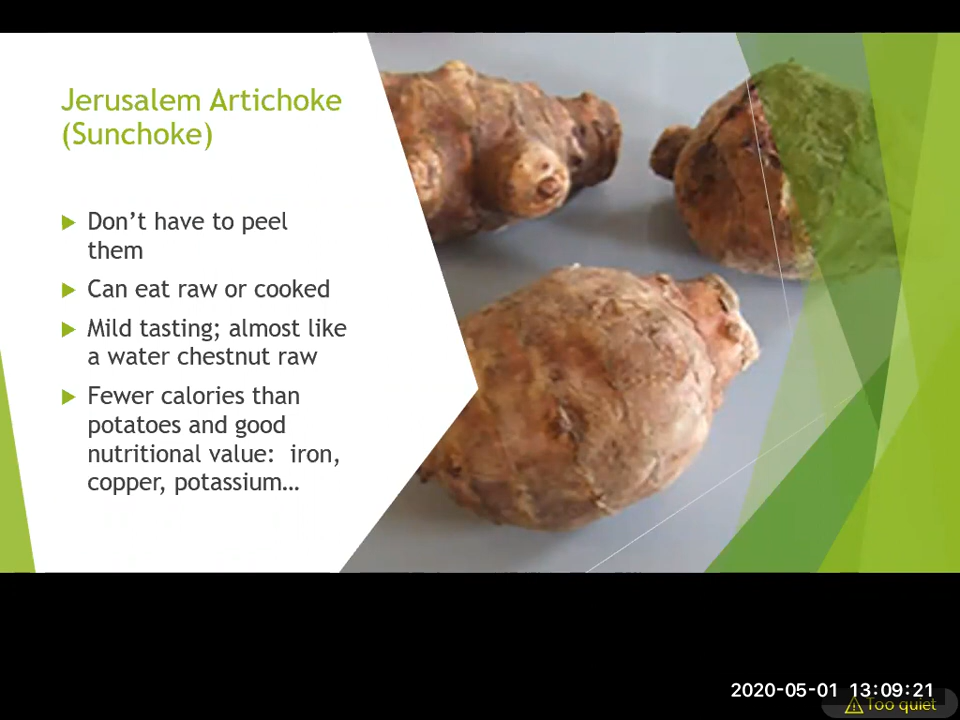 Jerusalem Artichoke
(Sunchoke)
Don't have to peel
them
Can eat raw or cooked
Mild tasting; almost like
a water chestnut raw
Fewer calories than
potatoes and good
nutritional value:  iron,
copper, potassium…
2020-05-01 13:09:21
Too quiet